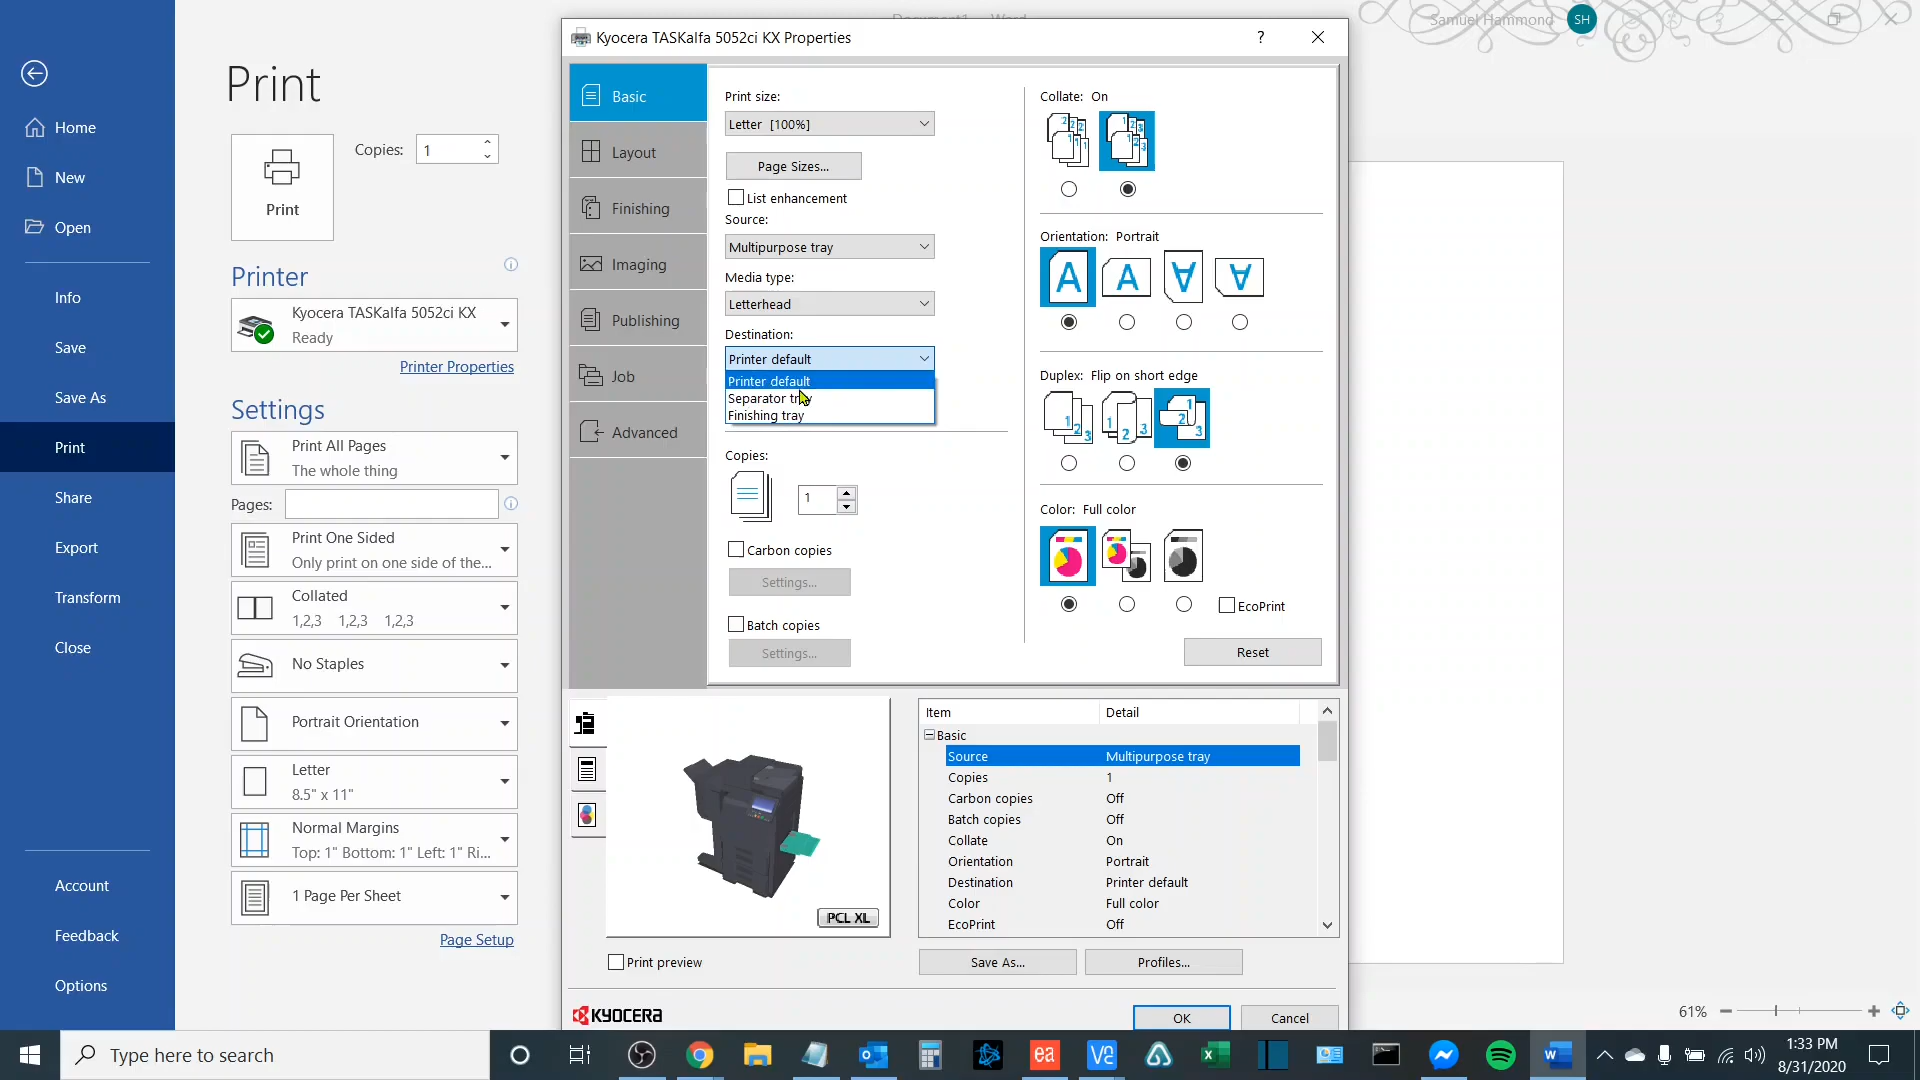 Document1 - Word
Samuel Hammond
SH
Home
New
Open
Info
Save
Save As
Print
Share
Export
Transform
Close
Account
Feedback
Options
Print
Print
Copies: 1
Printer
Kyocera TASKalfa 5052ci KX
Ready
Printer Properties
Settings
Print All Pages
The whole thing
Pages:
Print One Sided
Only print on one side of the...
Collated
1,2,3 1,2,3 1,2,3
No Staples
Portrait Orientation
Letter
8.5" x 11"
Normal Margins
Top: 1" Bottom: 1" Left: 1" Ri...
1 Page Per Sheet
Page Setup
Kyocera TASKalfa 5052ci KX Properties
?
Basic
Layout
Finishing
Imaging
Publishing
Job
Advanced
Print size:
Letter [100%]
Page Sizes...
List enhancement
Source:
Multipurpose tray
Media type:
Letterhead
Destination:
Printer default
Printer default
Separator tray
Finishing tray
Copies:
1
Carbon copies
Settings...
Batch copies
Settings...
Collate: On
Orientation: Portrait
Duplex: Flip on short edge
Color: Full color
EcoPrint
Reset
PCL XL
Print preview
Item Detail
Basic
Source Multipurpose tray
Copies 1
Carbon copies Off
Batch copies Off
Collate On
Orientation Portrait
Destination Printer default
Color Full color
EcoPrint Off
Save As...
Profiles...
KYOCERA
OK
Cancel
61%
Type here to search
ea
1:33 PM
8/31/2020